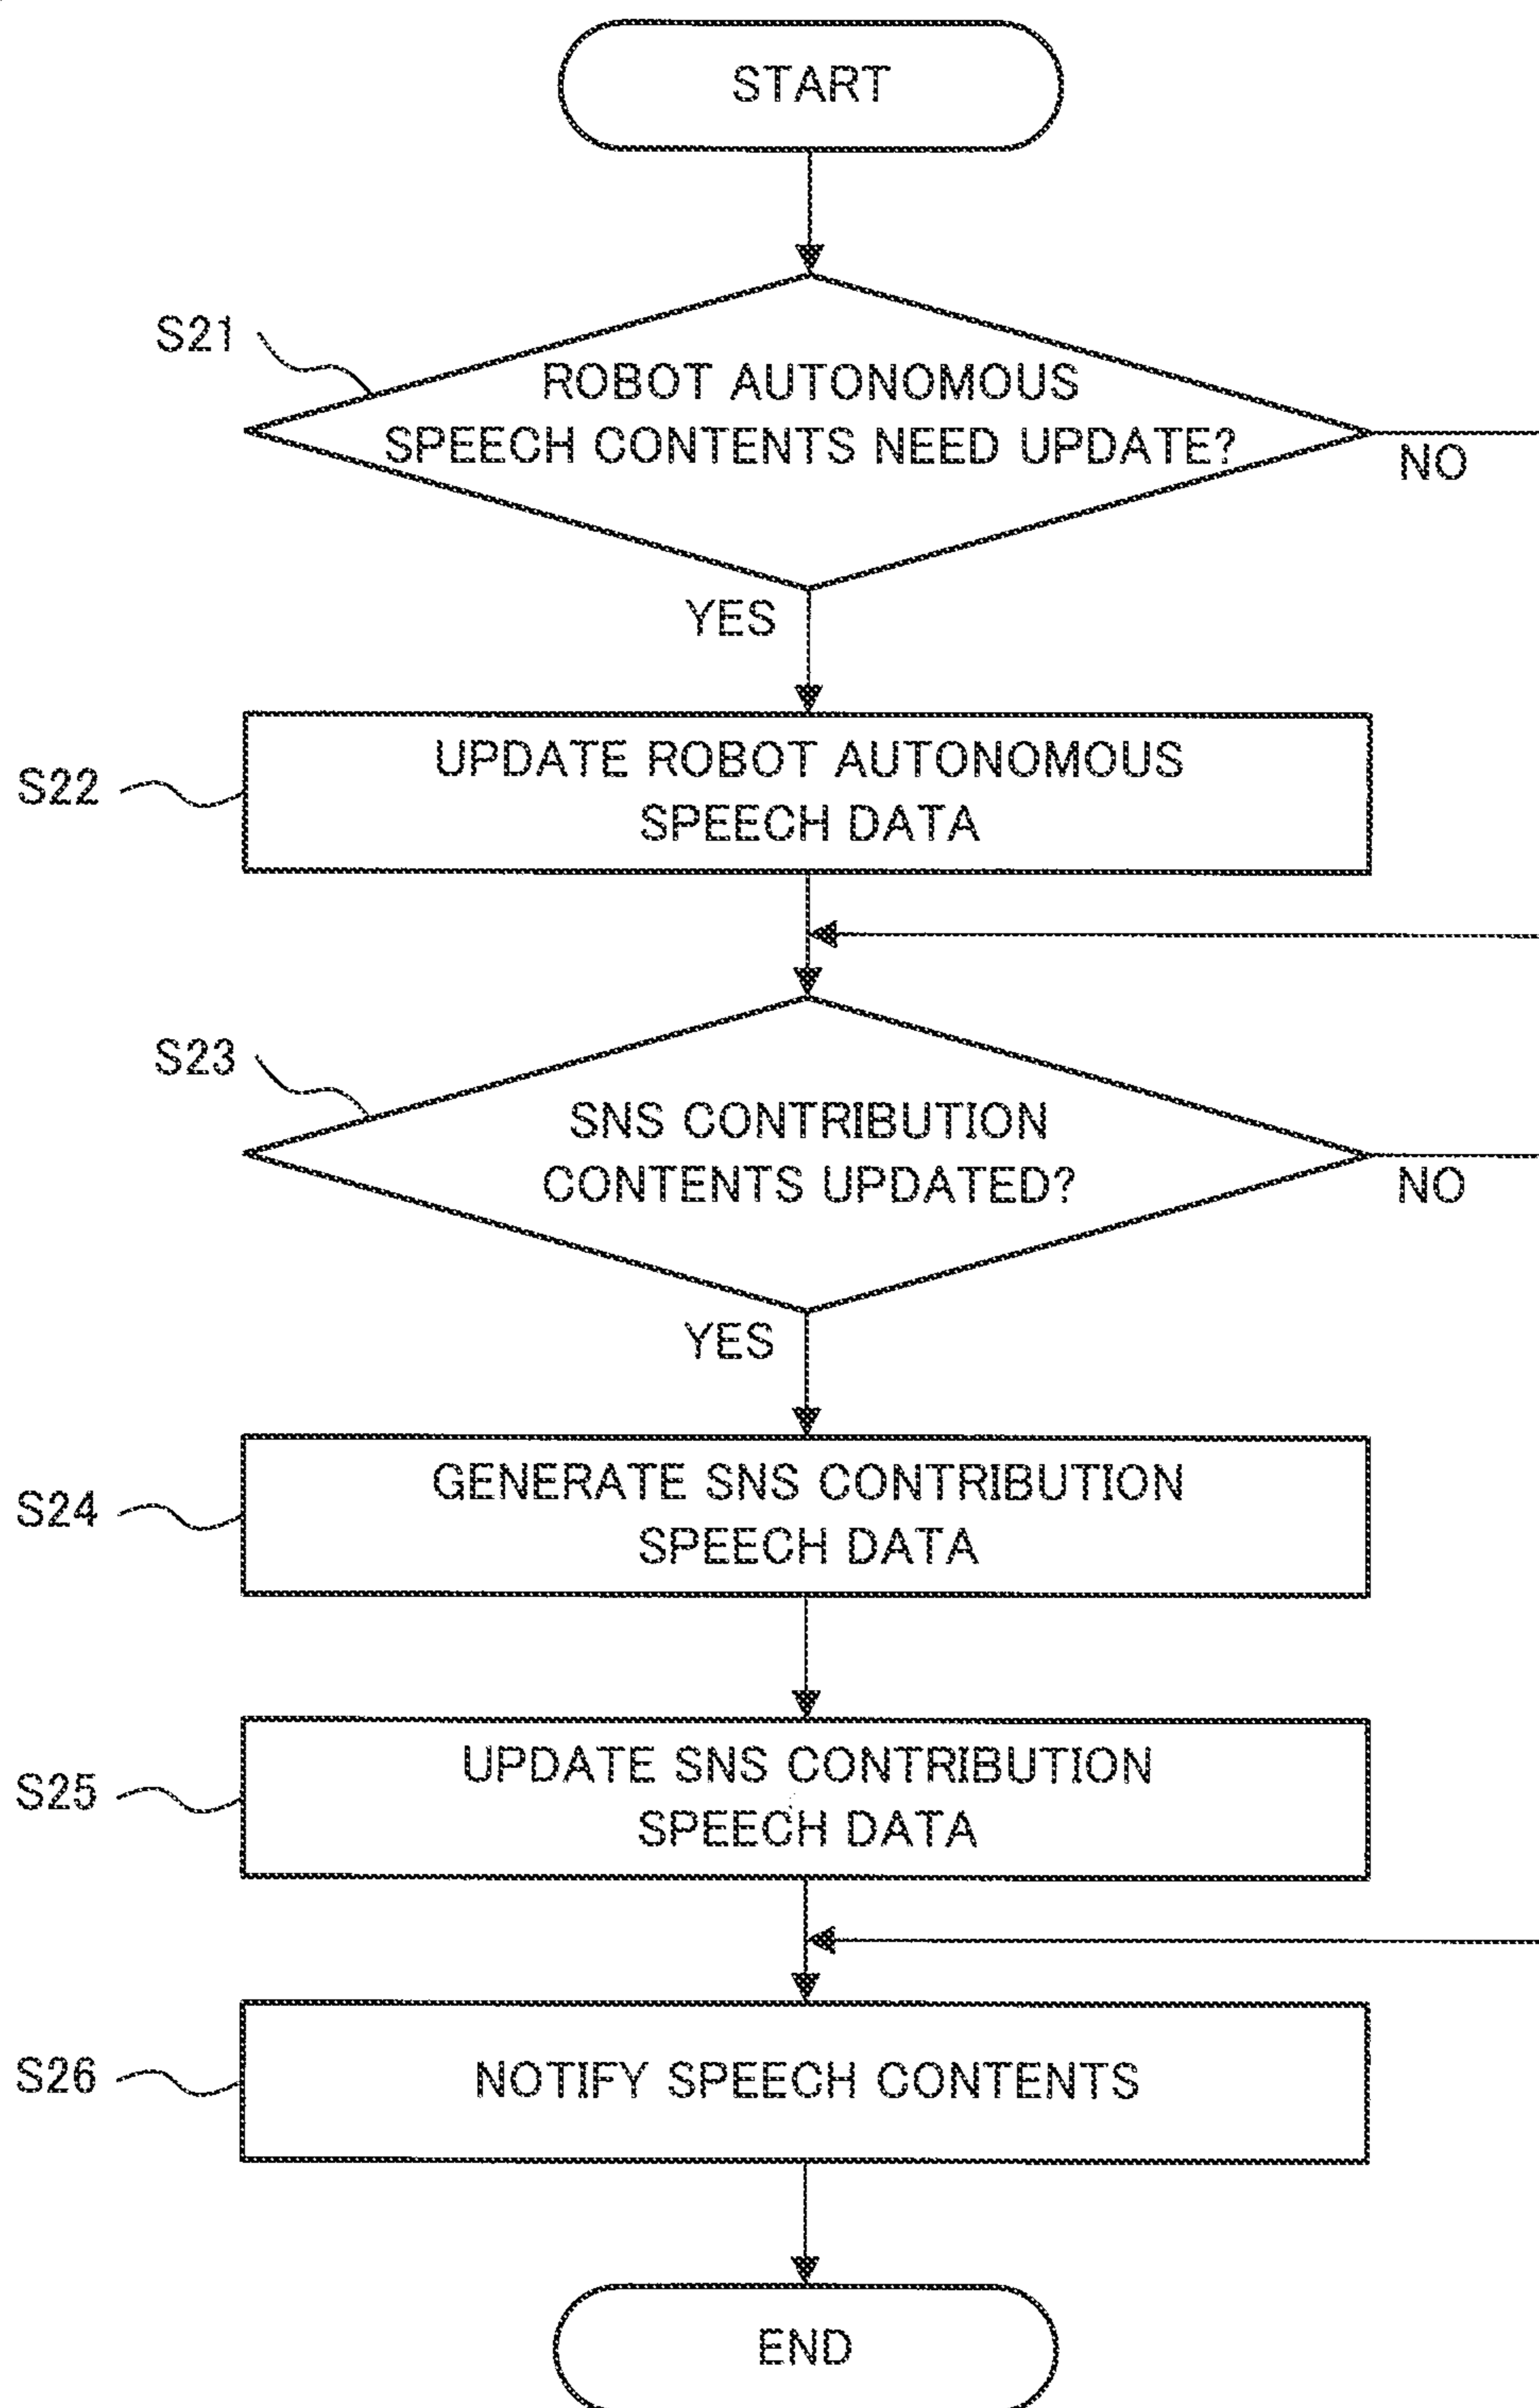 START
S21
ROBOT AUTONOMOUS
SPEECH CONTENTS NEED UPDATE?
NO
YES
S22
UPDATE ROBOT AUTONOMOUS
SPEECH DATA
S23
SNS CONTRIBUTION
CONTENTS UPDATED?
NO
YES
S24
GENERATE SNS CONTRIBUTION
SPEECH DATA
S25
UPDATE SNS CONTRIBUTION
SPEECH DATA
S26
NOTIFY SPEECH CONTENTS
END